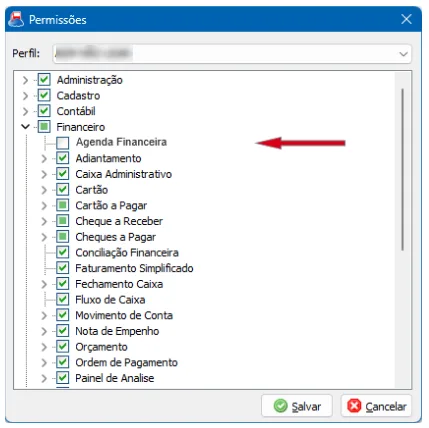 Permissões
Perfil:
Administração
Cadastro
Contábil
Financeiro
Agenda Financeira
Adiantamento
Caixa Administrativo
Cartão
Cartão a Pagar
Cheque a Receber
Cheques a Pagar
Conciliação Financeira
Faturamento Simplificado
Fechamento Caixa
Fluxo de Caixa
Movimento de Conta
Nota de Empenho
Orçamento
Ordem de Pagamento
Painel de Analise
Salvar Cancelar